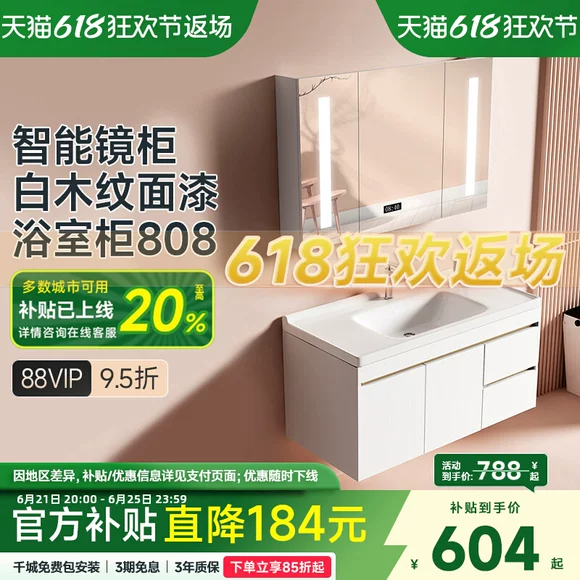 天猫618狂欢节返场
天猫618狂欢节
智能镜柜
白木纹面漆
浴室柜808
618狂欢返场
多数城市可用
补贴已上线
详情咨询在线客服
至高
20%
88VIP 9.5折
08:40
因地区差异,补贴/优惠信息详见支付页面;优惠随时下线
6月21日 20:00 - 6月25日 23:59
官方补贴 直降184元
千城免费包安装 3期免息 3年质保 下单立享85折起
活动到手价 788 ¥起
补贴到手价
¥ 604 起